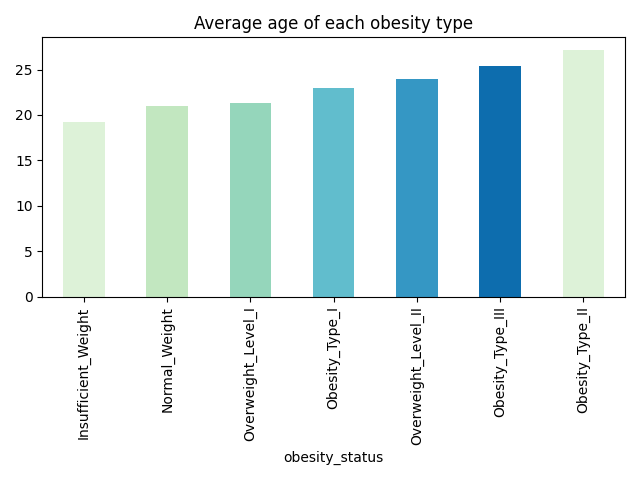 Average age of each obesity type
25
20
15
10
5
0
Insufficient_Weight
Normal_Weight
Overweight_Level_I
Obesity_Type_I
Overweight_Level_II
Obesity_Type_III
Obesity_Type_II
obesity_status